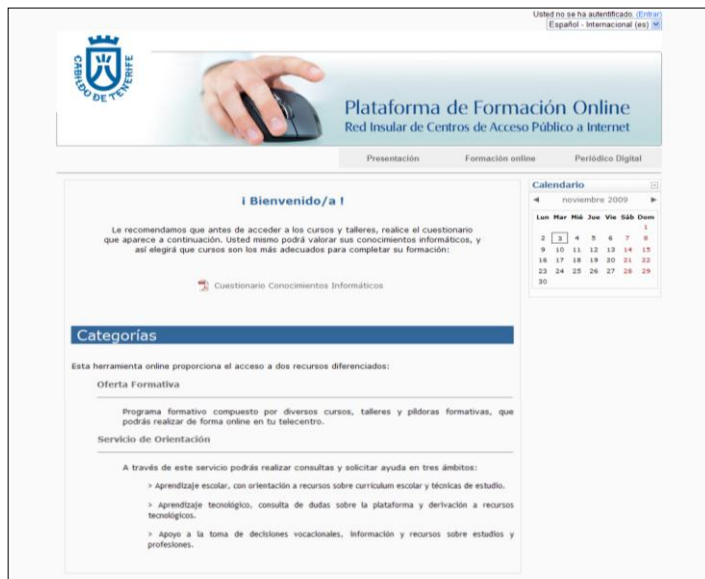 Usted no se ha autentificado. (Entrar)
Español - Internacional (es)
CABILDO DE TENERIFE
Plataforma de Formación Online
Red Insular de Centros de Acceso Público a Internet
Presentación Formación online Periódico Digital
¡ Bienvenido/a !
Le recomendamos que antes de acceder a los cursos y talleres, realice el cuestionario
que aparece a continuación. Usted mismo podrá valorar sus conocimientos informáticos, y
así elegirá que cursos son los más adecuados para completar su formación:
Cuestionario Conocimientos Informáticos
Categorías
Esta herramienta online proporciona el acceso a dos recursos diferenciados:
Oferta Formativa
Programa formativo compuesto por diversos cursos, talleres y píldoras formativas, que
podrás realizar de forma online en tu telecentro.
Servicio de Orientación
A través de este servicio podrás realizar consultas y solicitar ayuda en tres ámbitos:
> Aprendizaje escolar, con orientación a recursos sobre curriculum escolar y técnicas de estudio.
> Aprendizaje tecnológico, consulta de dudas sobre la plataforma y derivación a recursos
tecnológicos.
> Apoyo a la toma de decisiones vocacionales, información y recursos sobre estudios y
profesiones.
Calendario
noviembre 2009
Lun Mar Mié Jue Vie Sáb Dom
1
2 3 4 5 6 7 8
9 10 11 12 13 14 15
16 17 18 19 20 21 22
23 24 25 26 27 28 29
30